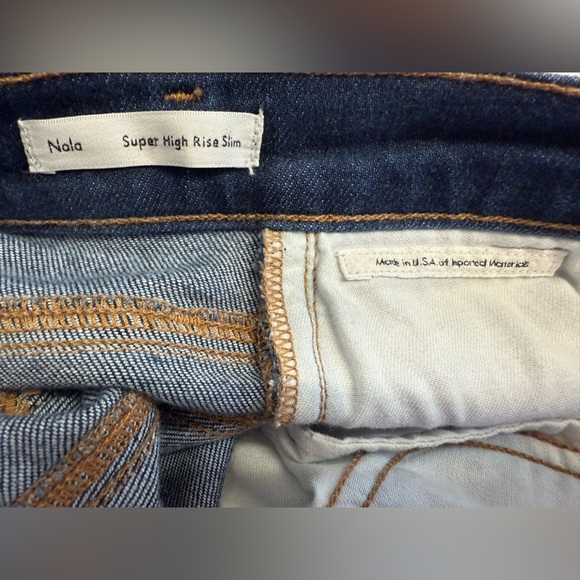 Nola Super High Rise Slim
Made in U.S.A. of Imported Materials